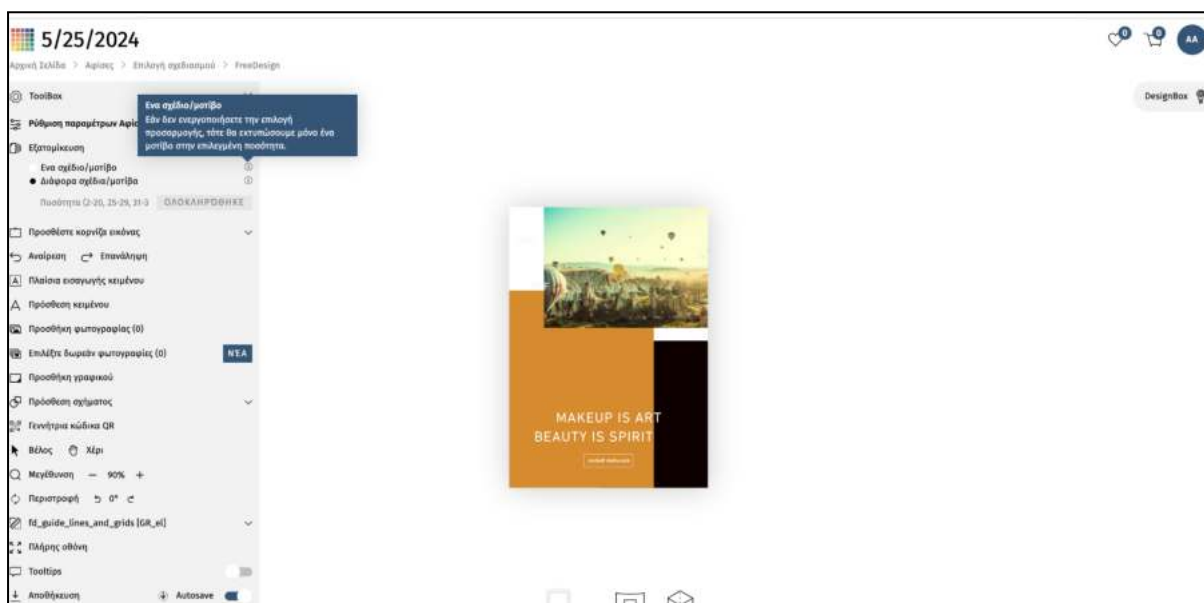 5/25/2024
0
0
AA
Αρχική Σελίδα > Αφίσες > Επιλογή σχεδιασμού > FreeDesign
ToolBox
DesignBox
Ένα σχέδιο/μοτίβο
Εάν δεν ενεργοποιήσετε την επιλογή
προσαρμογής, τότε θα εκτυπώσουμε μόνο ένα
μοτίβο στην επιλεγμένη ποσότητα.
Ρύθμιση παραμέτρων
Εξατομίκευση
Ένα σχέδιο/μοτίβο
Διάφορα σχέδια/μοτίβα
Ποσότητα (2-20, 25-29, 31-3 ΟΛΟΚΛΗΡΩΘΗΚΕ
Προσθέστε κορνίζα εικόνας
Αναίρεση Επανάληψη
Πλαίσια εισαγωγής κειμένου
Πρόσθεση κειμένου
Προσθήκη φωτογραφίας (0)
Επιλέξτε δωρεάν φωτογραφίες (0) ΝΈΑ
Προσθήκη γραφικού
Πρόσθεση σχήματος
Γεννήτρια κώδικα QR
Βέλος Χέρι
Μεγέθυνση − 90% +
Περιστροφή 0°
fd_guide_lines_and_grids [GR_el]
Πλήρης οθόνη
Tooltips
Αποθήκευση Autosave
MAKEUP IS ART
BEAUTY IS SPIRIT